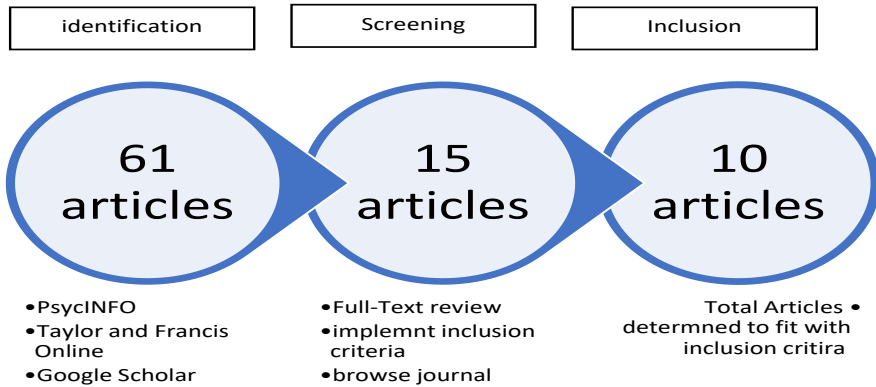 identification
Screening
Inclusion
61
articles
15
articles
10
articles
•PsycINFO
•Taylor and Francis
Online
•Google Scholar
•Full-Text review
•implemnt inclusion
criteria
•browse journal
Total Articles •
determned to fit with
inclusion critira